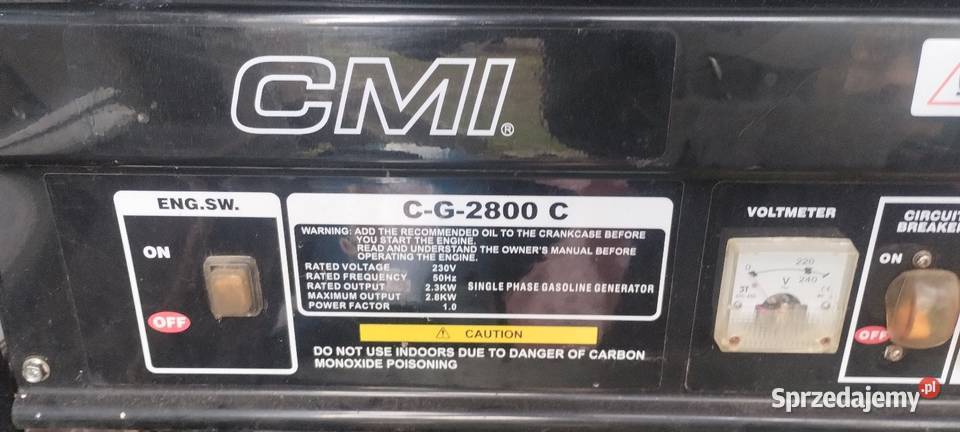 CMI®
ENG.SW.
ON
OFF
C-G-2800 C
WARNING: ADD THE RECOMMENDED OIL TO THE CRANKCASE BEFORE
YOU START THE ENGINE.
READ AND UNDERSTAND THE OWNER'S MANUAL BEFORE
OPERATING THE ENGINE.
RATED VOLTAGE 230V
RATED FREQUENCY 50Hz
RATED OUTPUT 2.3KW
MAXIMUM OUTPUT 2.8KW
POWER FACTOR 1.0
SINGLE PHASE GASOLINE GENERATOR
CAUTION
DO NOT USE INDOORS DUE TO DANGER OF CARBON
MONOXIDE POISONING
VOLTMETER
0 220
240
V
CIRCUIT
BREAKER
ON
OFF
Sprzedajemy.pl